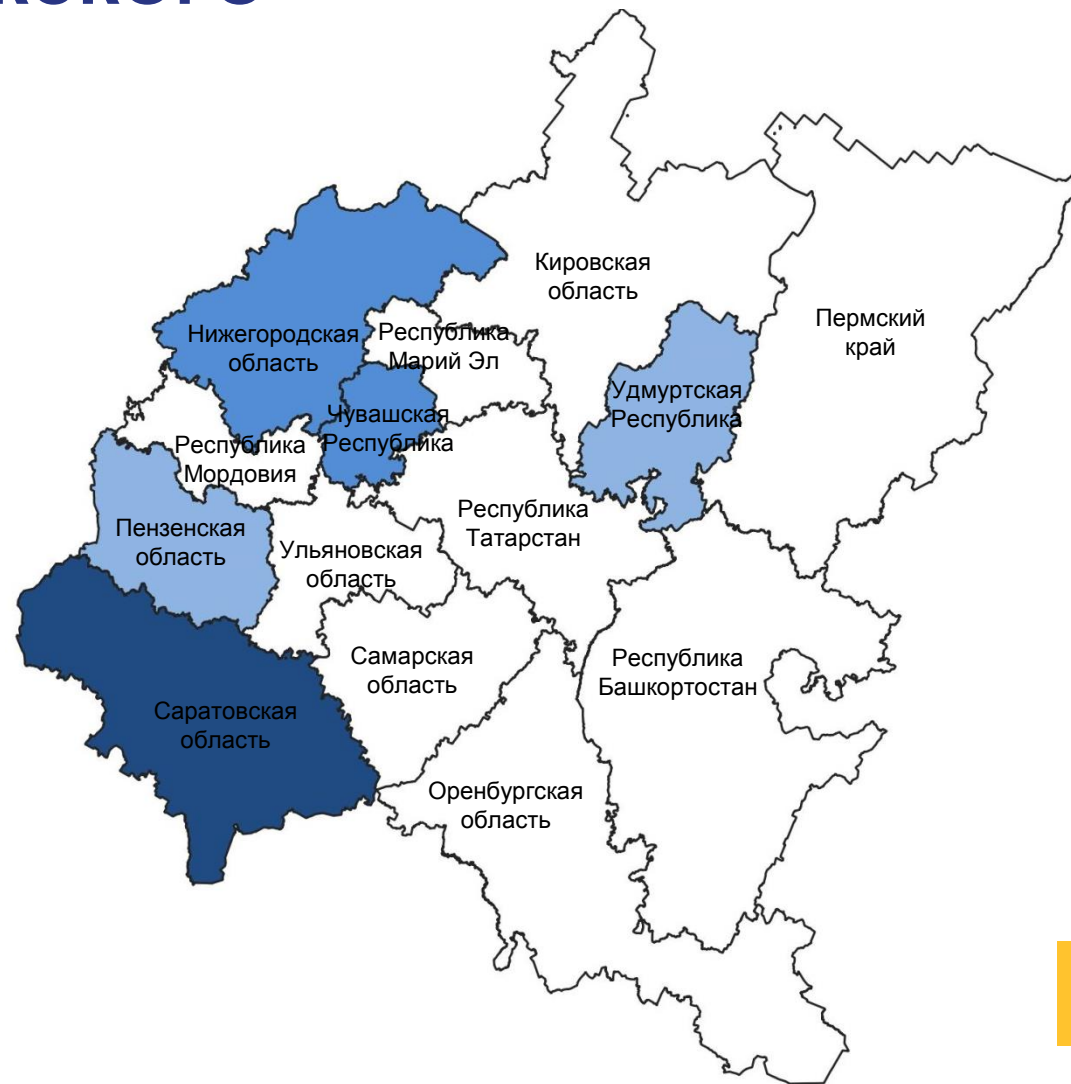 Кировская
область
Пермский
край
Нижегородская
область
Республика
Марий Эл
Удмуртская
Республика
Чувашская
Республика
Республика
Мордовия
Республика
Татарстан
Пензенская
область
Ульяновская
область
Самарская
область
Республика
Башкортостан
Саратовская
область
Оренбургская
область